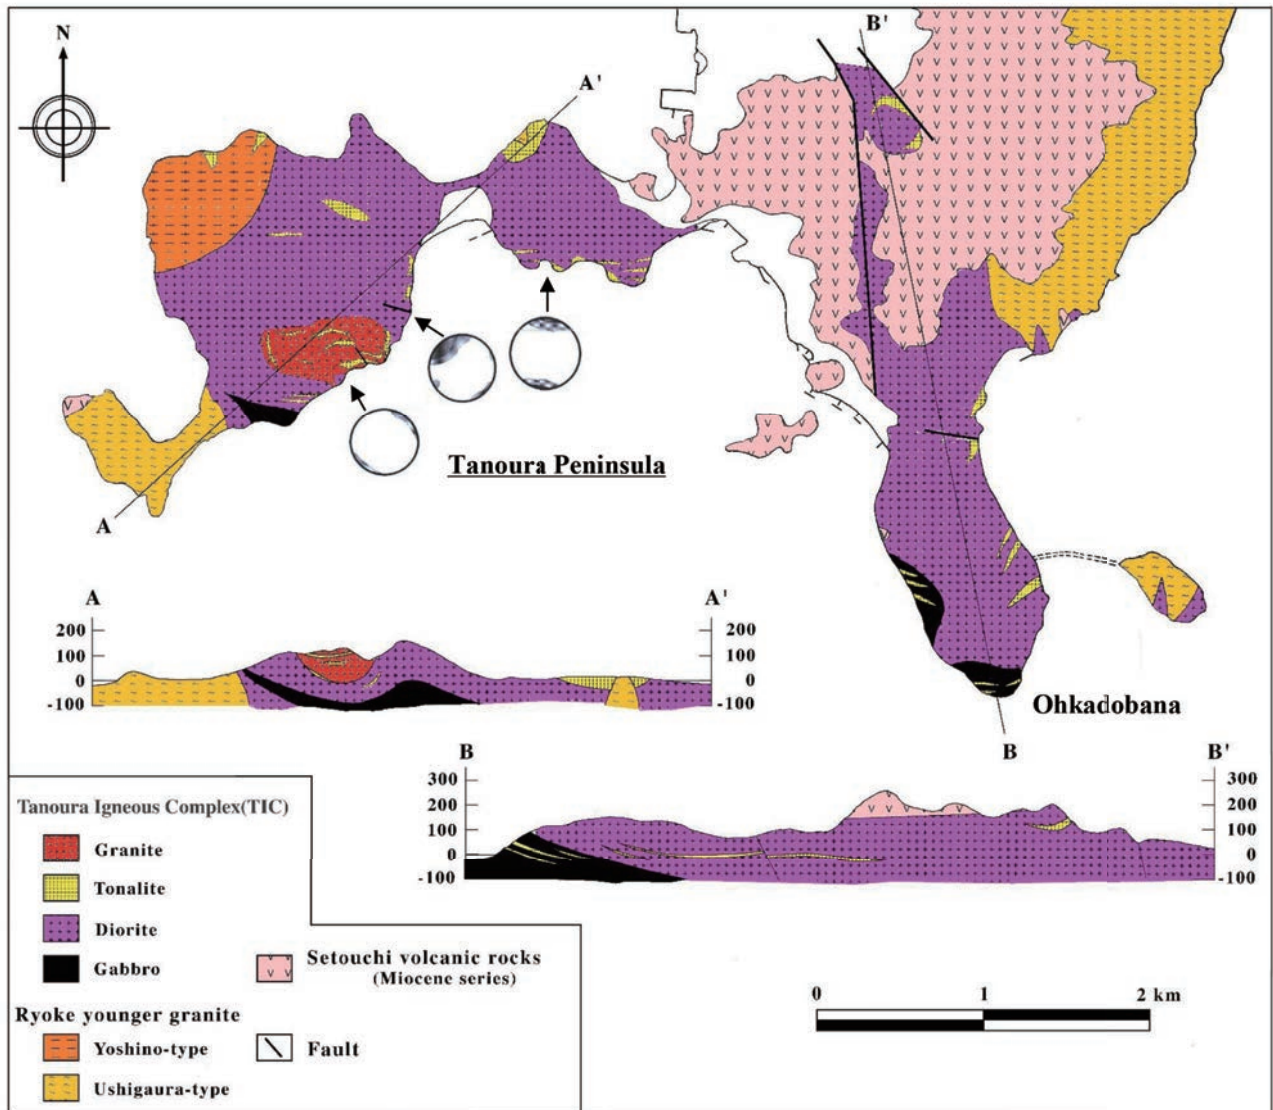 N
A'
B'
A
Tanoura Peninsula
A
A'
200
100
0
-100
200
100
0
-100
B
Ohkadobana
B
B'
300
200
100
0
-100
300
200
100
0
-100
Tanoura Igneous Complex(TIC)
Granite
Tonalite
Diorite
Gabbro
Setouchi volcanic rocks
(Miocene series)
Ryoke younger granite
Yoshino-type
Fault
Ushigaura-type
0 1 2 km